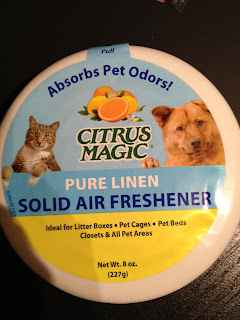 Pull
Absorbs Pet Odors!
CITRUS
MAGIC®
PURE LINEN
SOLID AIR FRESHENER
Ideal for Litter Boxes • Pet Cages • Pet Beds
Closets & All Pet Areas
Net Wt. 8 oz.
(227g)